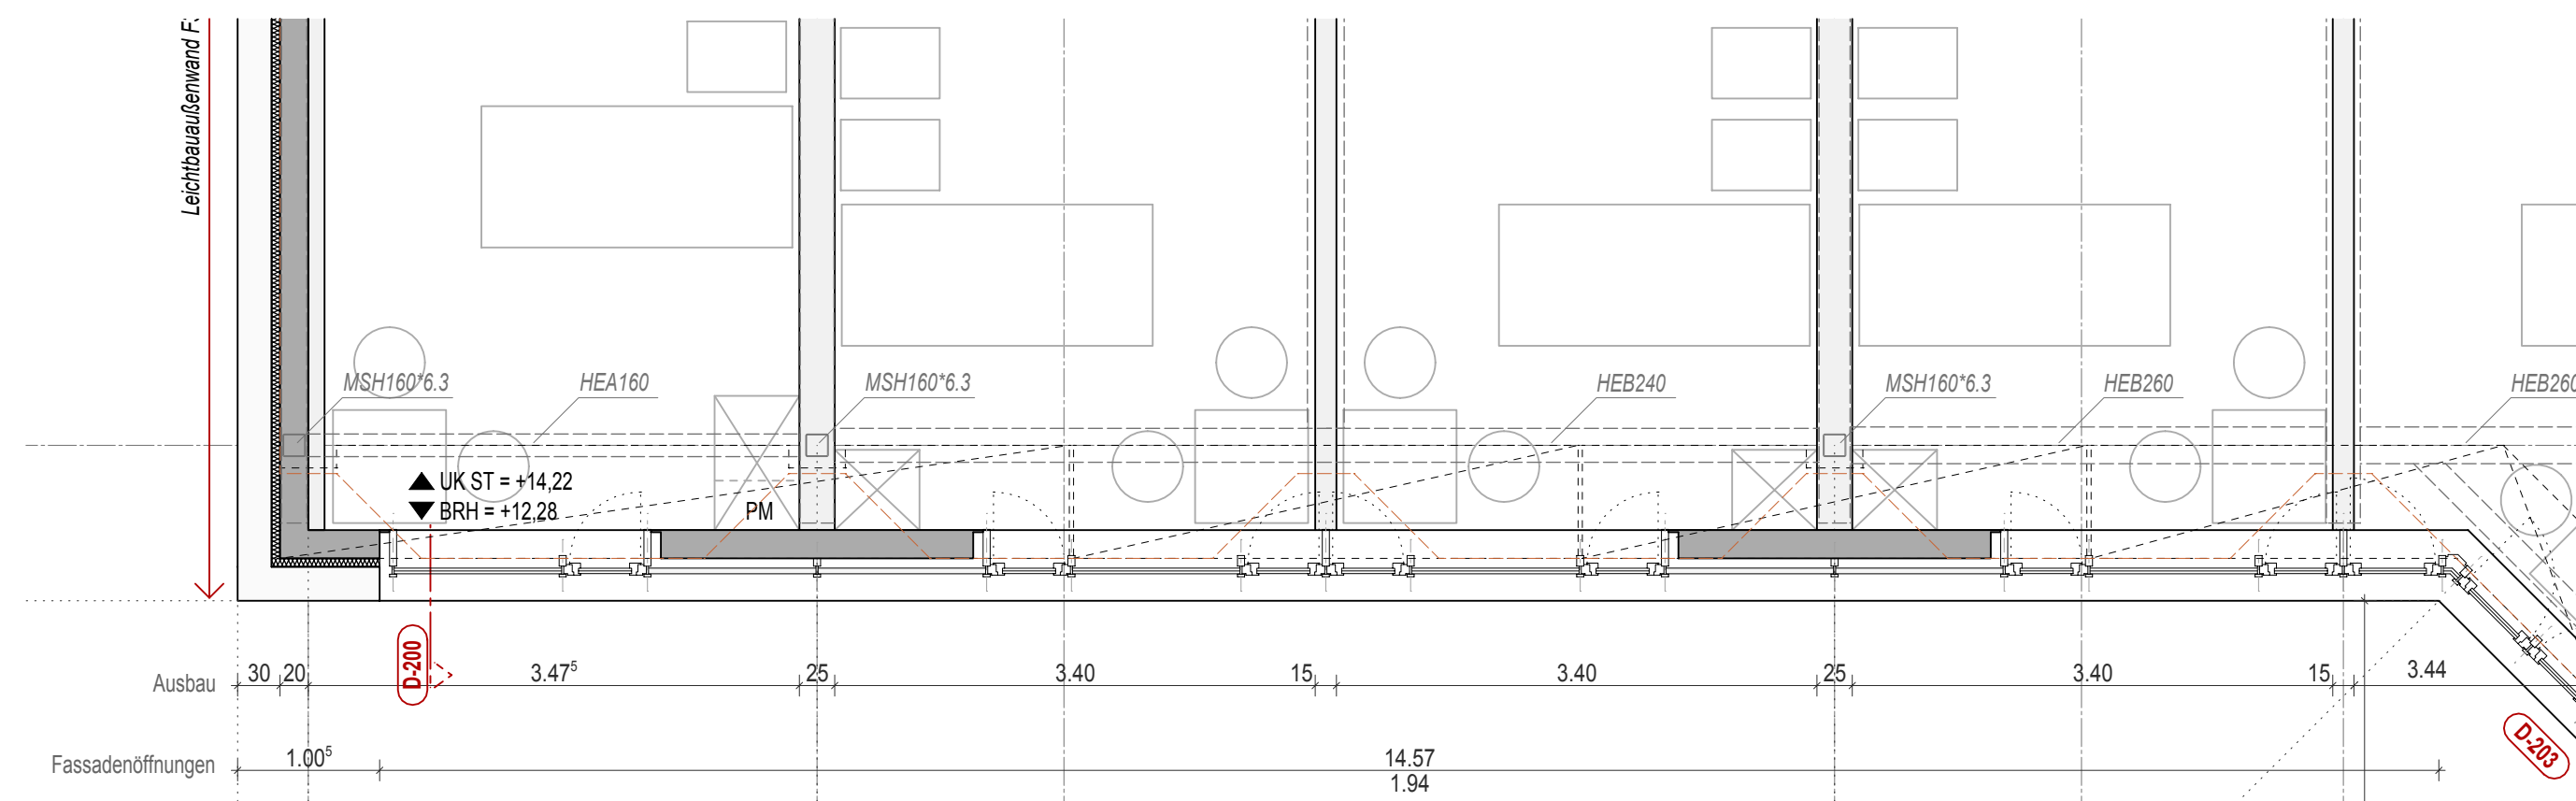 Leichtbauaußenwand
MSH160*6.3
HEA160
MSH160*6.3
HEB240
MSH160*6.3
HEB260
HEB260
▲ UK ST = +14,22
▼ BRH = +12,28
PM
D-200
Ausbau
30 20 3.47⁵ 25 3.40 15 3.40 25 3.40 15 3.44
D-203
Fassadenöffnungen
1.00⁵ 14.57
1.94